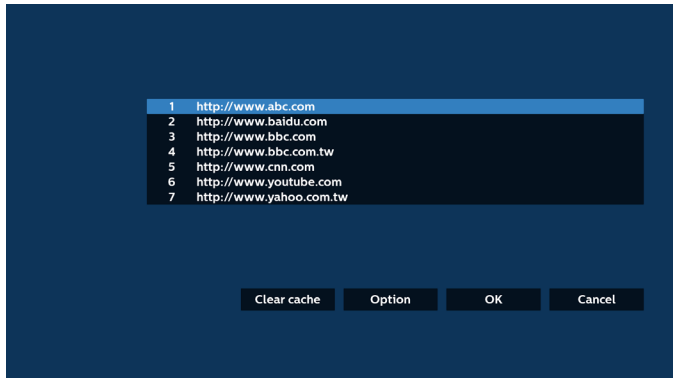 1 http://www.abc.com
2 http://www.baidu.com
3 http://www.bbc.com
4 http://www.bbc.com.tw
5 http://www.cnn.com
6 http://www.youtube.com
7 http://www.yahoo.com.tw
Clear cache Option OK Cancel